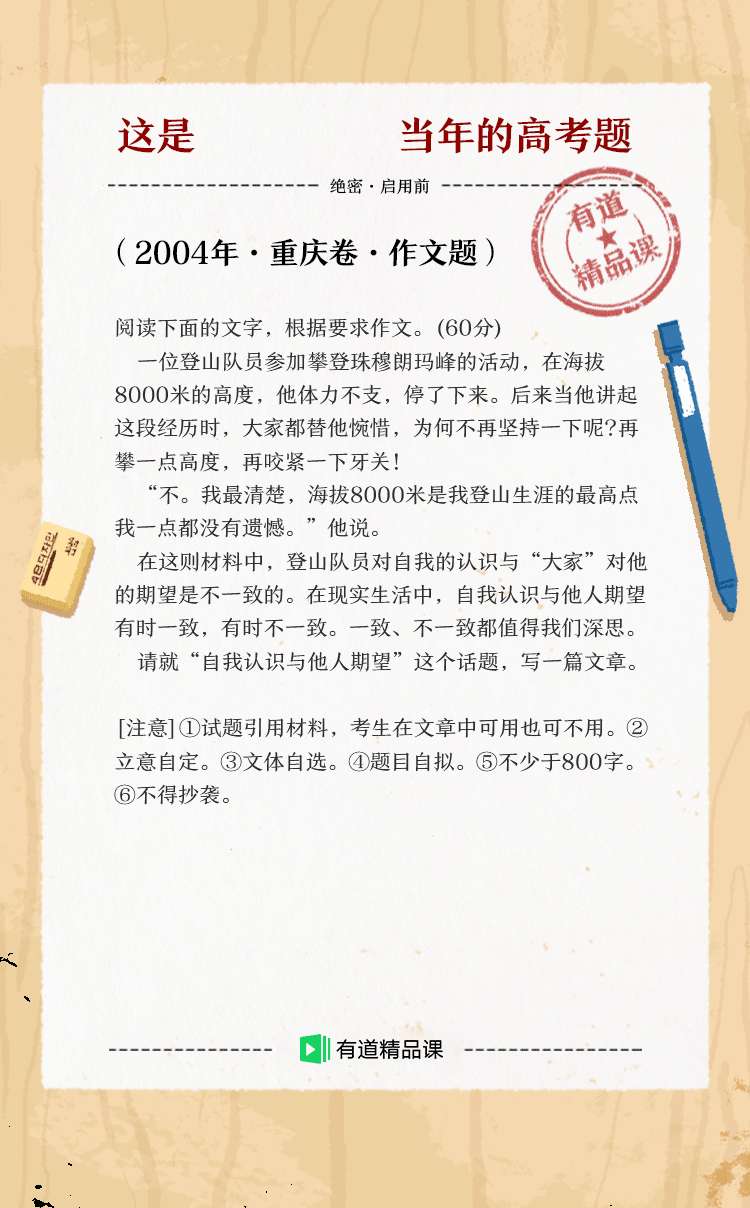 这是 当年的高考题
绝密·启用前
有道
精品课
（2004年·重庆卷·作文题）
阅读下面的文字，根据要求作文。(60分)
一位登山队员参加攀登珠穆朗玛峰的活动，在海拔
8000米的高度，他体力不支，停了下来。后来当他讲起
这段经历时，大家都替他惋惜，为何不再坚持一下呢?再
攀一点高度，再咬紧一下牙关!
“不。我最清楚，海拔8000米是我登山生涯的最高点
我一点都没有遗憾。”他说。
在这则材料中，登山队员对自我的认识与“大家”对他
的期望是不一致的。在现实生活中，自我认识与他人期望
有时一致，有时不一致。一致、不一致都值得我们深思。
请就“自我认识与他人期望”这个话题，写一篇文章。
[注意]①试题引用材料，考生在文章中可用也可不用。②
立意自定。③文体自选。④题目自拟。⑤不少于800字。
⑥不得抄袭。
有道精品课